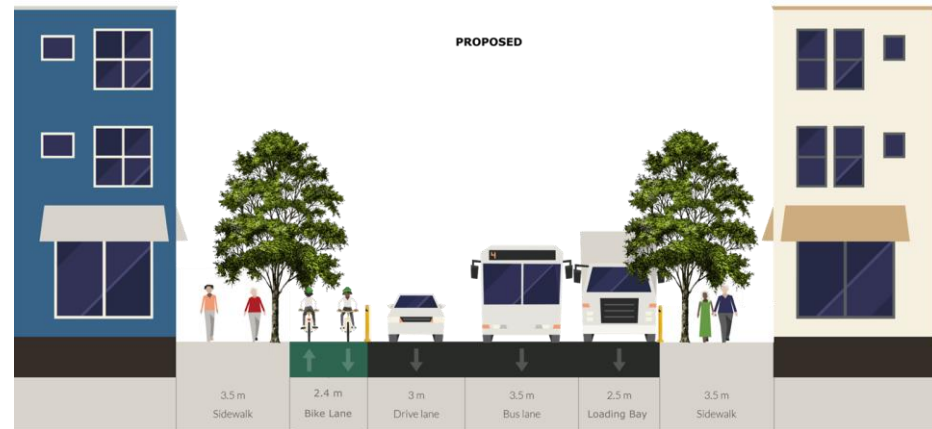 PROPOSED
4
3.5 m
Sidewalk
2.4 m
Bike Lane
3 m
Drive lane
3.5 m
Bus lane
2.5 m
Loading Bay
3.5 m
Sidewalk